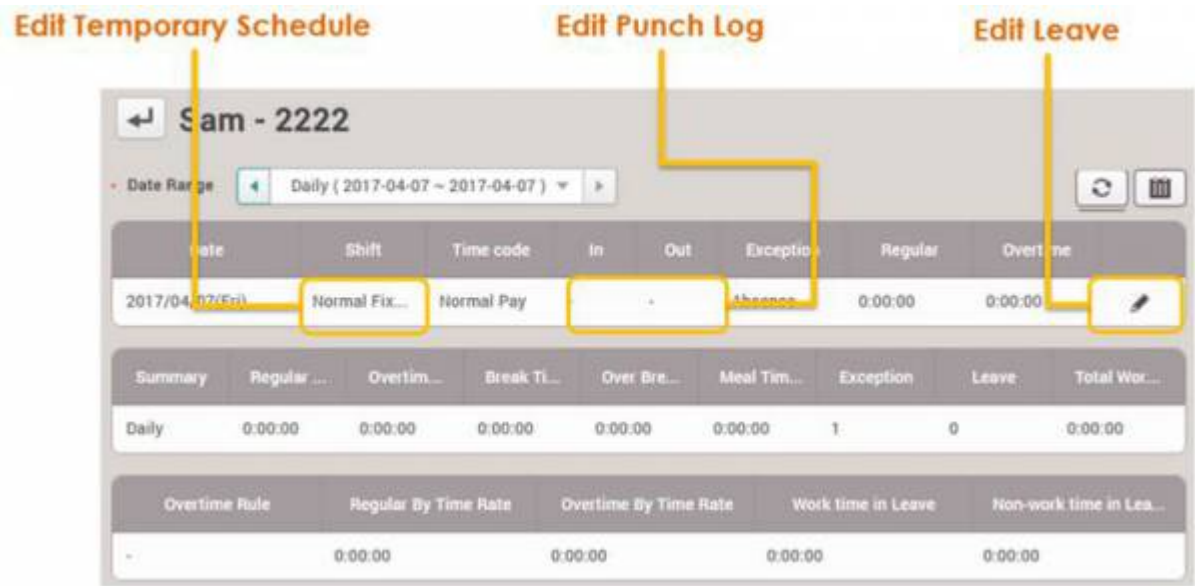 Edit Temporary Schedule Edit Punch Log Edit Leave
Sam - 2222
Date Range Daily ( 2017-04-07 ~ 2017-04-07 )
Date Shift Time code In Out Exception Regular Overtime
2017/04/07(Fri) Normal Fix... Normal Pay - - Absence 0:00:00 0:00:00
Summary Regular ... Overtim... Break Ti... Over Bre... Meal Tim... Exception Leave Total Wor...
Daily 0:00:00 0:00:00 0:00:00 0:00:00 0:00:00 1 0 0:00:00
Overtime Rule Regular By Time Rate Overtime By Time Rate Work time in Leave Non-work time in Lea...
- 0:00:00 0:00:00 0:00:00 0:00:00